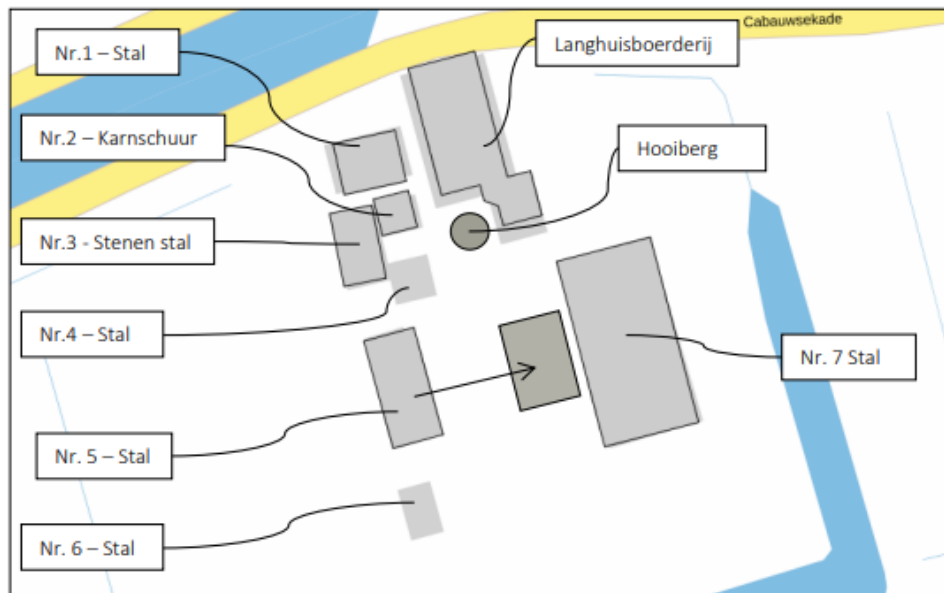 Cabauwsekade
Nr.1 – Stal
Langhuisboerderij
Nr.2 – Karnschuur
Hooiberg
Nr.3 - Stenen stal
Nr.4 – Stal
Nr. 7 Stal
Nr. 5 – Stal
Nr. 6 – Stal